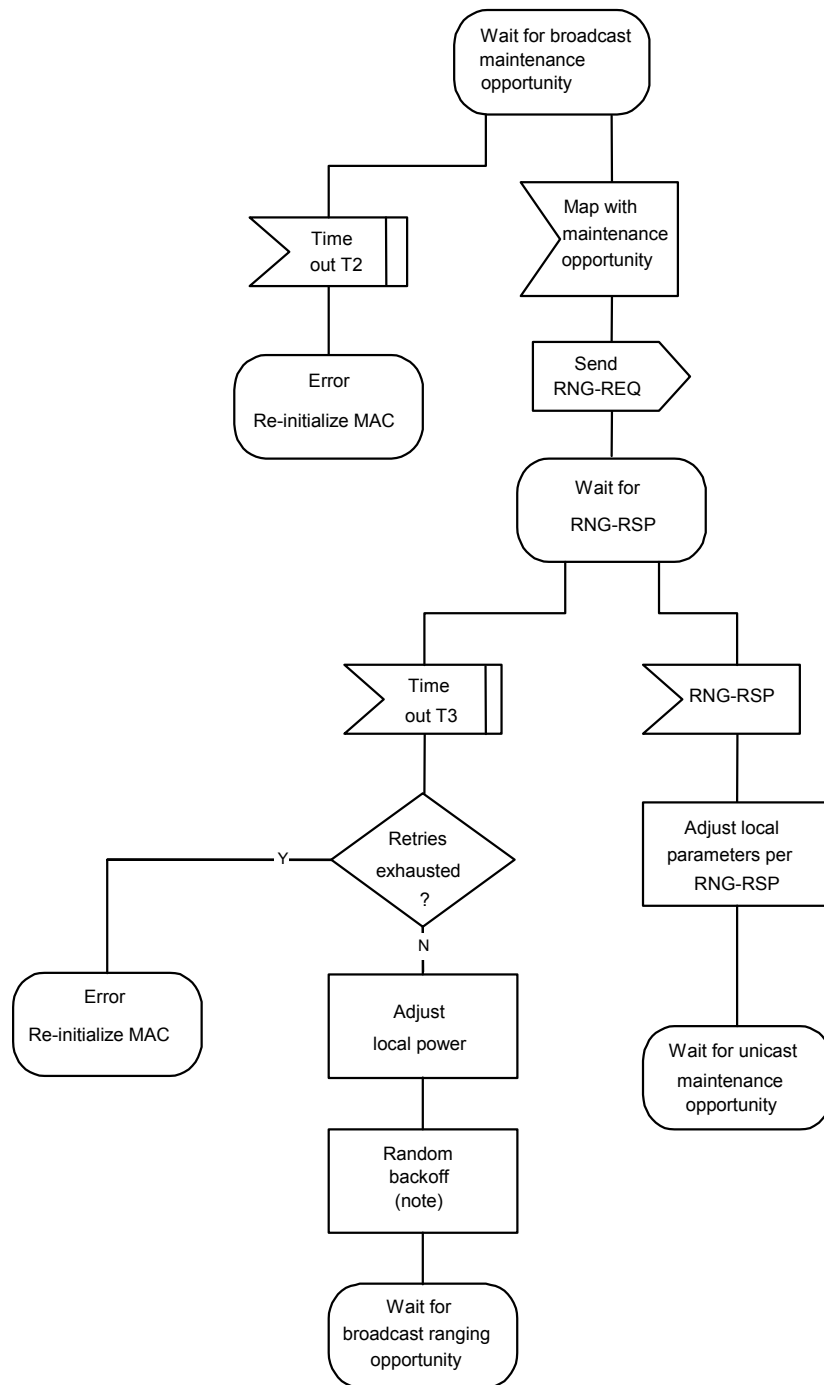 Wait for broadcast
maintenance
opportunity
Time
out T2
Map with
maintenance
opportunity
Error
Re-initialize MAC
Send
RNG-REQ
Wait for
RNG-RSP
Time
out T3
RNG-RSP
Retries
exhausted
?
Y
N
Adjust local
parameters per
RNG-RSP
Error
Re-initialize MAC
Adjust
local power
Wait for unicast
maintenance
opportunity
Random
backoff
(note)
Wait for
broadcast ranging
opportunity